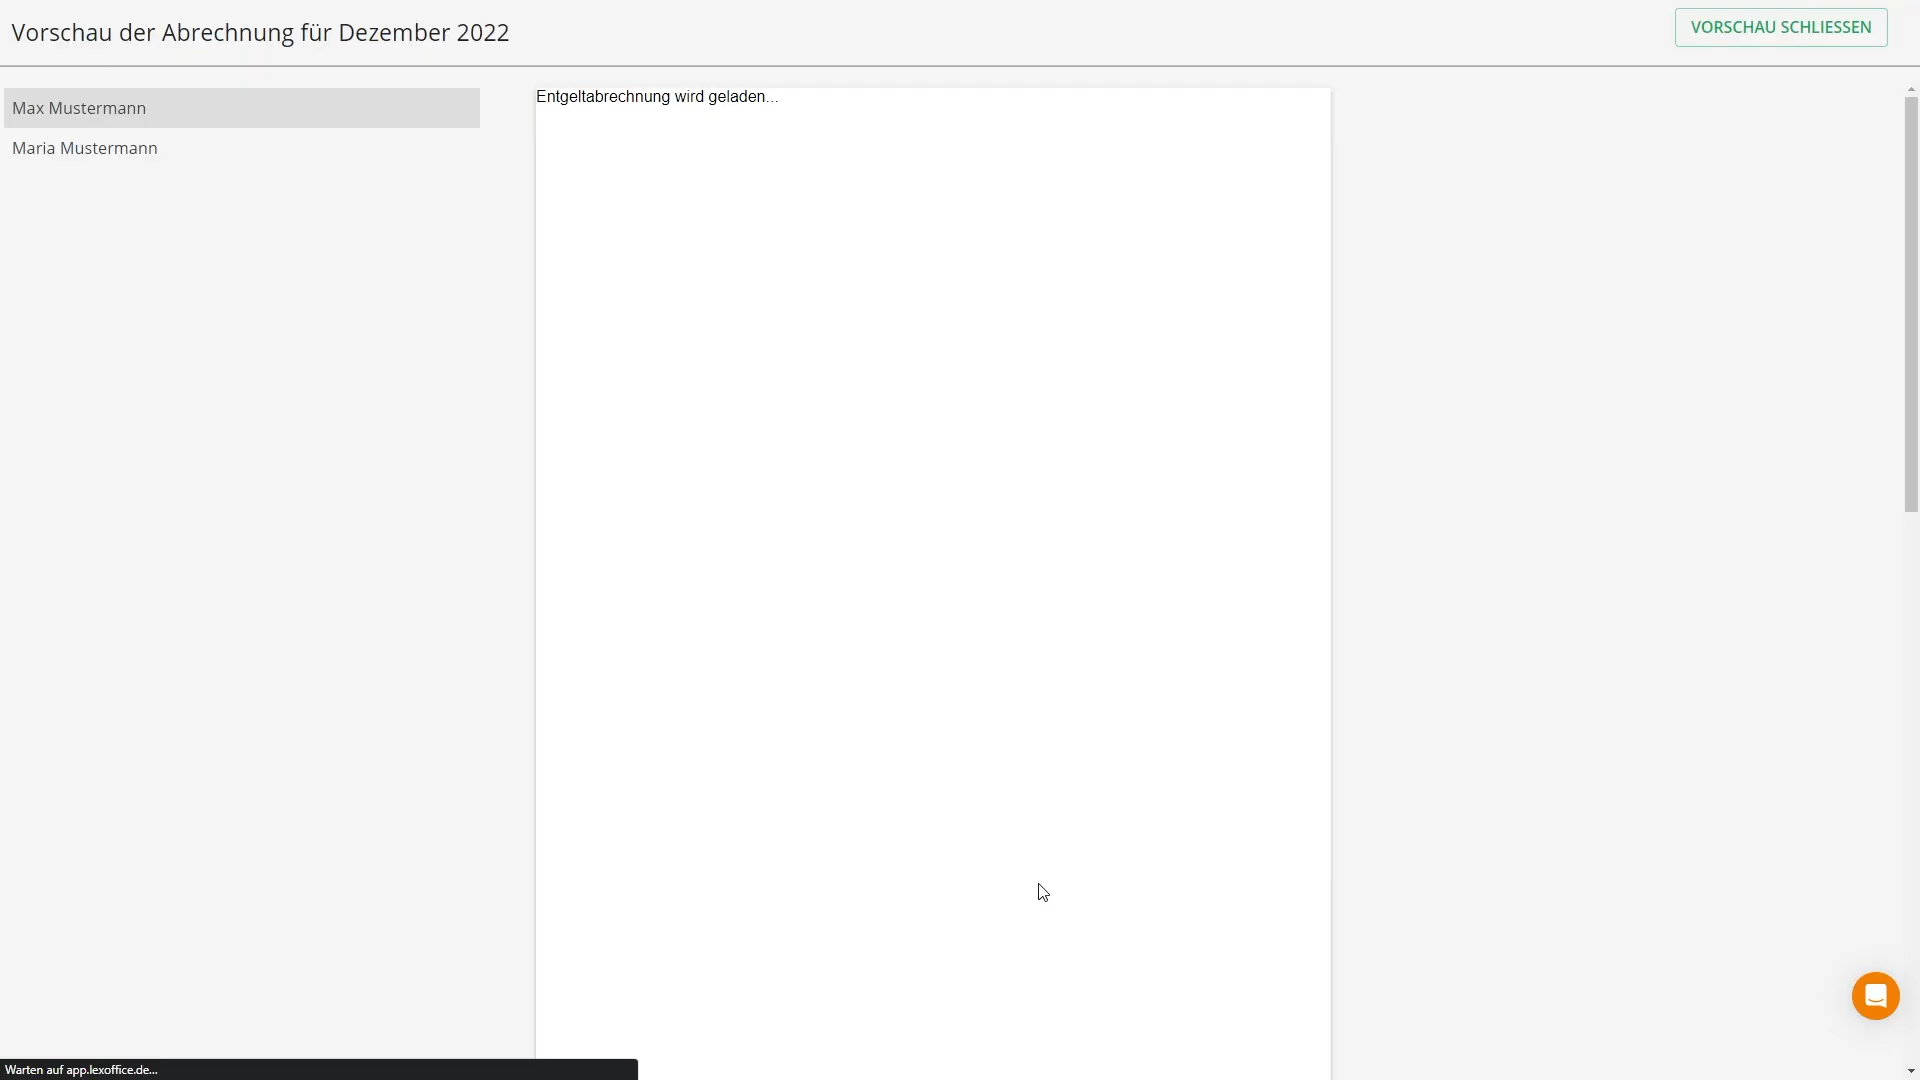 Vorschau der Abrechnung für Dezember 2022
VORSCHAU SCHLIESSEN
Max Mustermann
Maria Mustermann
Entgeltabrechnung wird geladen...
Warten auf app.lexoffice.de...